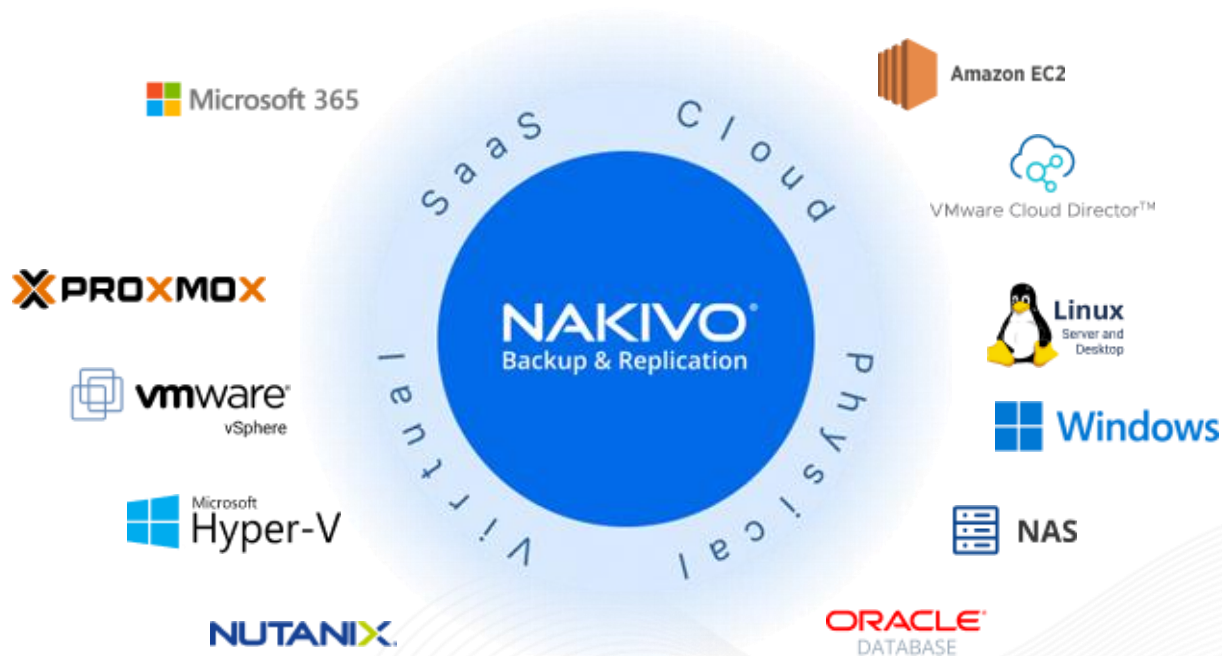 Microsoft 365
Amazon EC2
SaaS
Cloud
VMware Cloud Director™
PROXMOX
NAKIVO®
Backup & Replication
Linux
Server and
Desktop
vmware®
vSphere
Virtual
Physical
Windows
Microsoft
Hyper-V
NAS
NUTANIX.
ORACLE®
DATABASE